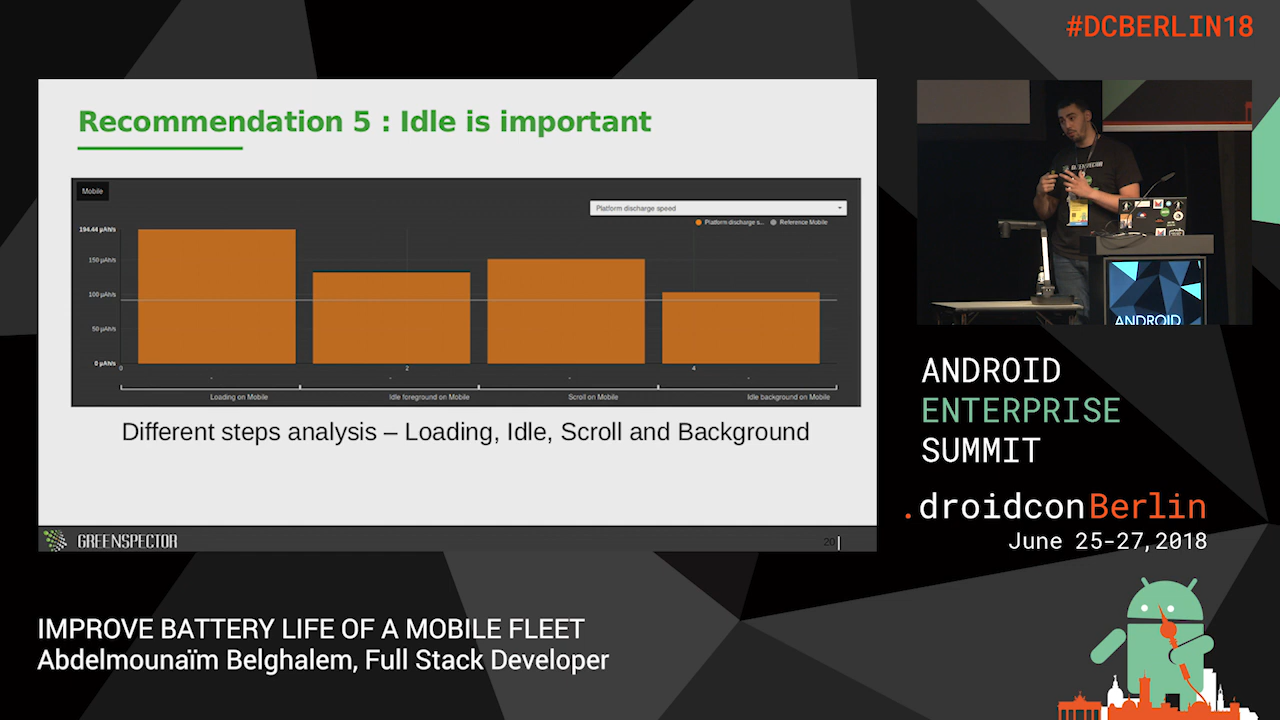 #DCBERLIN18
Recommendation 5 : Idle is important
Mobile
Platform discharge speed
Platform discharge s... Reference Mobile
194.44 µAh/s
150 µAh/s
100 µAh/s
50 µAh/s
0 µAh/s
0 2 4
- - - -
Loading on Mobile Idle foreground on Mobile Scroll on Mobile Idle background on Mobile
Different steps analysis – Loading, Idle, Scroll and Background
GREENSPECTOR
20
ANDROID
ANDROID
ENTERPRISE
SUMMIT
.droidconBerlin
June 25-27,2018
IMPROVE BATTERY LIFE OF A MOBILE FLEET
Abdelmounaïm Belghalem, Full Stack Developer